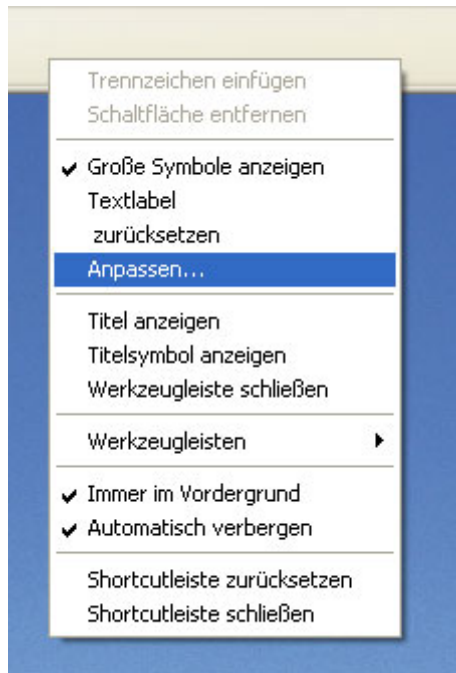 Trennzeichen einfügen
Schaltfläche entfernen
Große Symbole anzeigen
Textlabel
zurücksetzen
Anpassen...
Titel anzeigen
Titelsymbol anzeigen
Werkzeugleiste schließen
Werkzeugleisten
Immer im Vordergrund
Automatisch verbergen
Shortcutleiste zurücksetzen
Shortcutleiste schließen